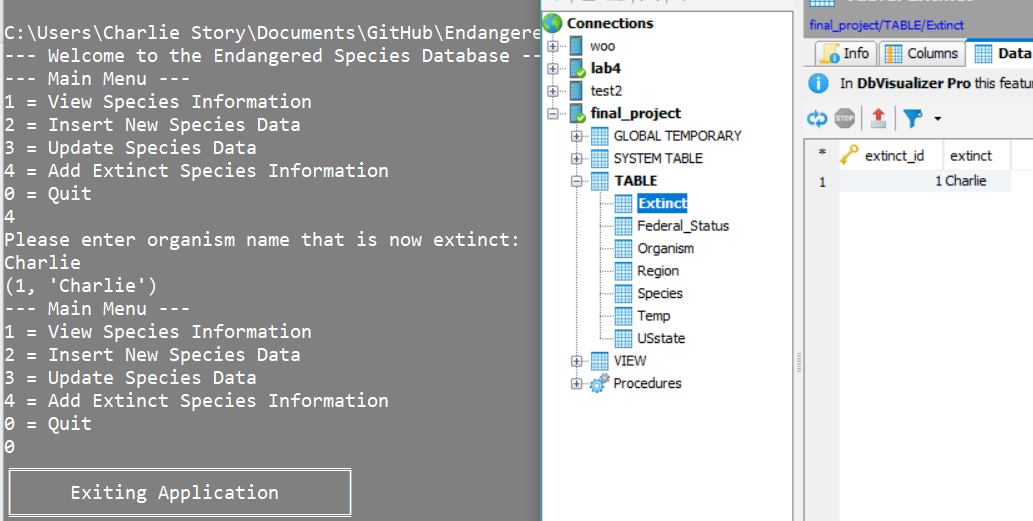 C:\Users\Charlie Story\Documents\GitHub\Endangere
--- Welcome to the Endangered Species Database --
--- Main Menu ---
1 = View Species Information
2 = Insert New Species Data
3 = Update Species Data
4 = Add Extinct Species Information
0 = Quit
4
Please enter organism name that is now extinct:
Charlie
(1, 'Charlie')
--- Main Menu ---
1 = View Species Information
2 = Insert New Species Data
3 = Update Species Data
4 = Add Extinct Species Information
0 = Quit
0
Exiting Application
Connections
woo
lab4
test2
final_project
GLOBAL TEMPORARY
SYSTEM TABLE
TABLE
Extinct
Federal_Status
Organism
Region
Species
Temp
USstate
VIEW
Procedures
final_project/TABLE/Extinct
Info Columns Data
In DbVisualizer Pro this featu
STOP
* extinct_id extinct
1 1 Charlie